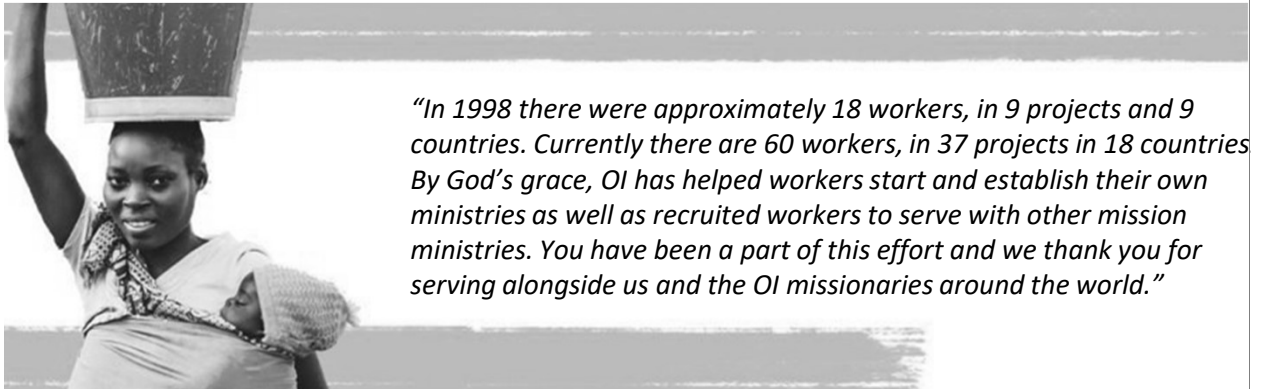 “In 1998 there were approximately 18 workers, in 9 projects and 9
countries. Currently there are 60 workers, in 37 projects in 18 countries.
By God’s grace, OI has helped workers start and establish their own
ministries as well as recruited workers to serve with other mission
ministries. You have been a part of this effort and we thank you for
serving alongside us and the OI missionaries around the world.”